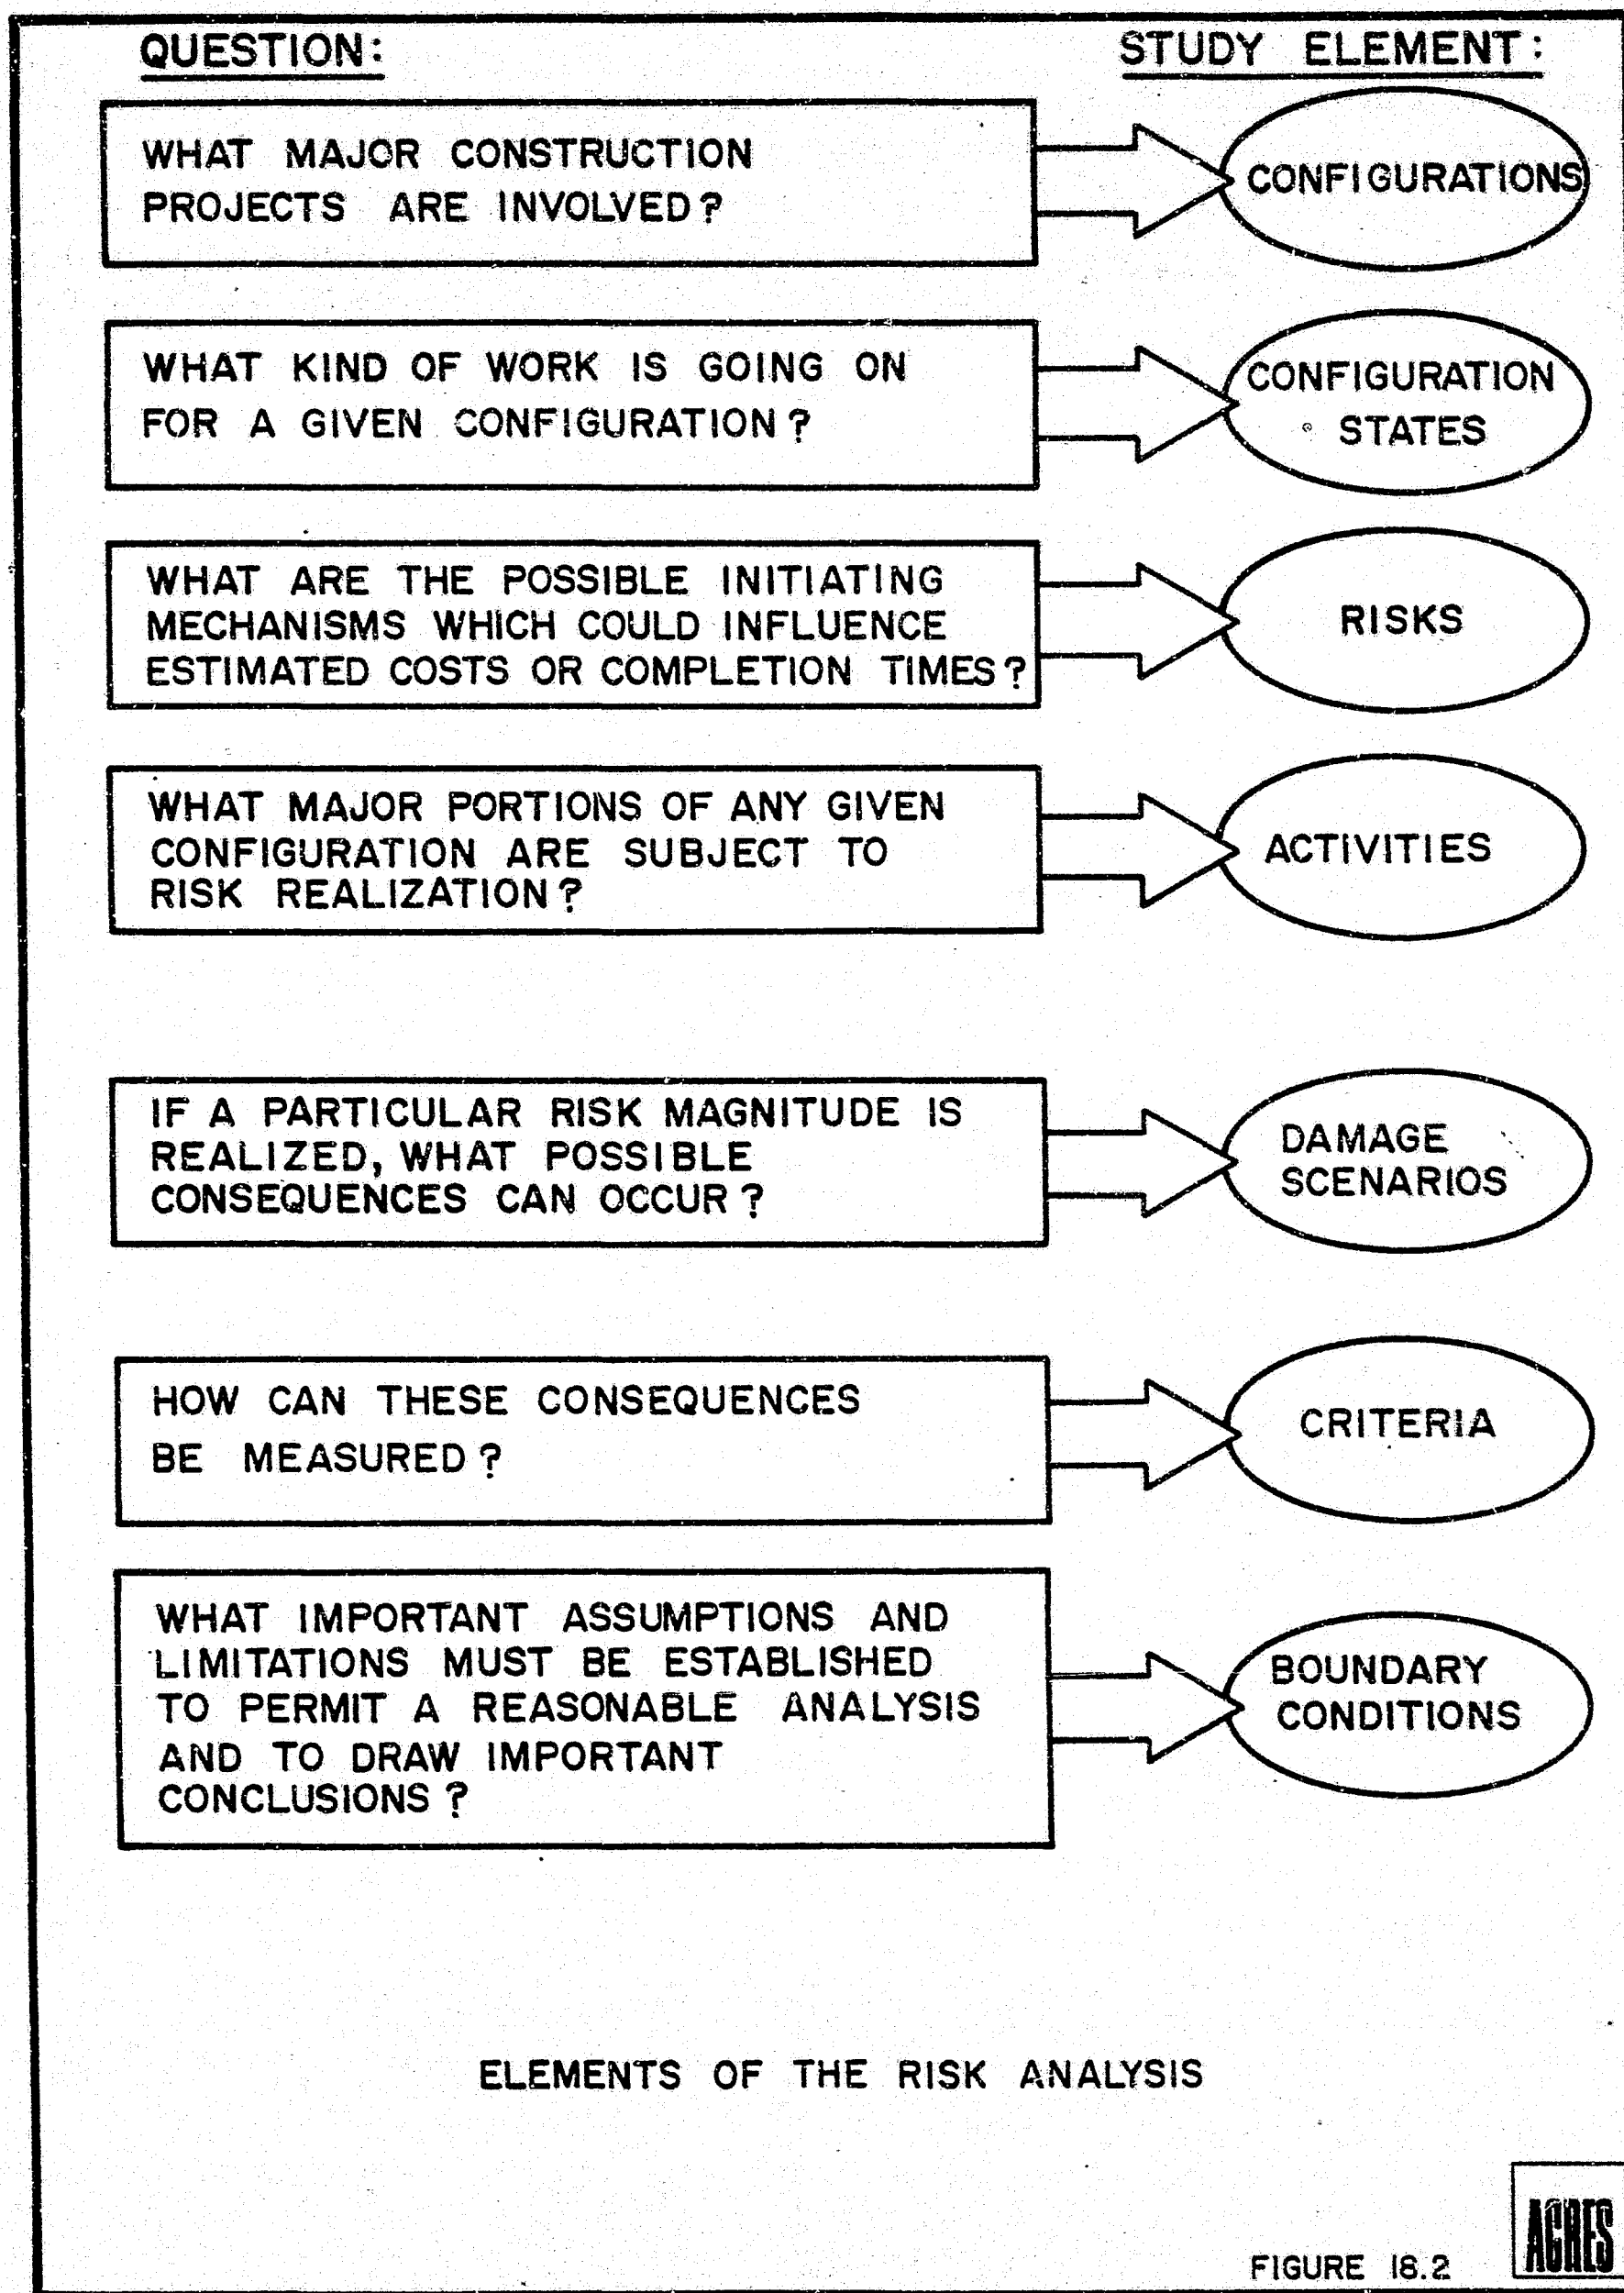 QUESTION:
STUDY ELEMENT:
WHAT MAJOR CONSTRUCTION
PROJECTS ARE INVOLVED?
CONFIGURATIONS
WHAT KIND OF WORK IS GOING ON
FOR A GIVEN CONFIGURATION?
CONFIGURATION
STATES
WHAT ARE THE POSSIBLE INITIATING
MECHANISMS WHICH COULD INFLUENCE
ESTIMATED COSTS OR COMPLETION TIMES?
RISKS
WHAT MAJOR PORTIONS OF ANY GIVEN
CONFIGURATION ARE SUBJECT TO
RISK REALIZATION?
ACTIVITIES
IF A PARTICULAR RISK MAGNITUDE IS
REALIZED, WHAT POSSIBLE
CONSEQUENCES CAN OCCUR?
DAMAGE
SCENARIOS
HOW CAN THESE CONSEQUENCES
BE MEASURED?
CRITERIA
WHAT IMPORTANT ASSUMPTIONS AND
LIMITATIONS MUST BE ESTABLISHED
TO PERMIT A REASONABLE ANALYSIS
AND TO DRAW IMPORTANT
CONCLUSIONS?
BOUNDARY
CONDITIONS
ELEMENTS OF THE RISK ANALYSIS
FIGURE 18.2
ACRES